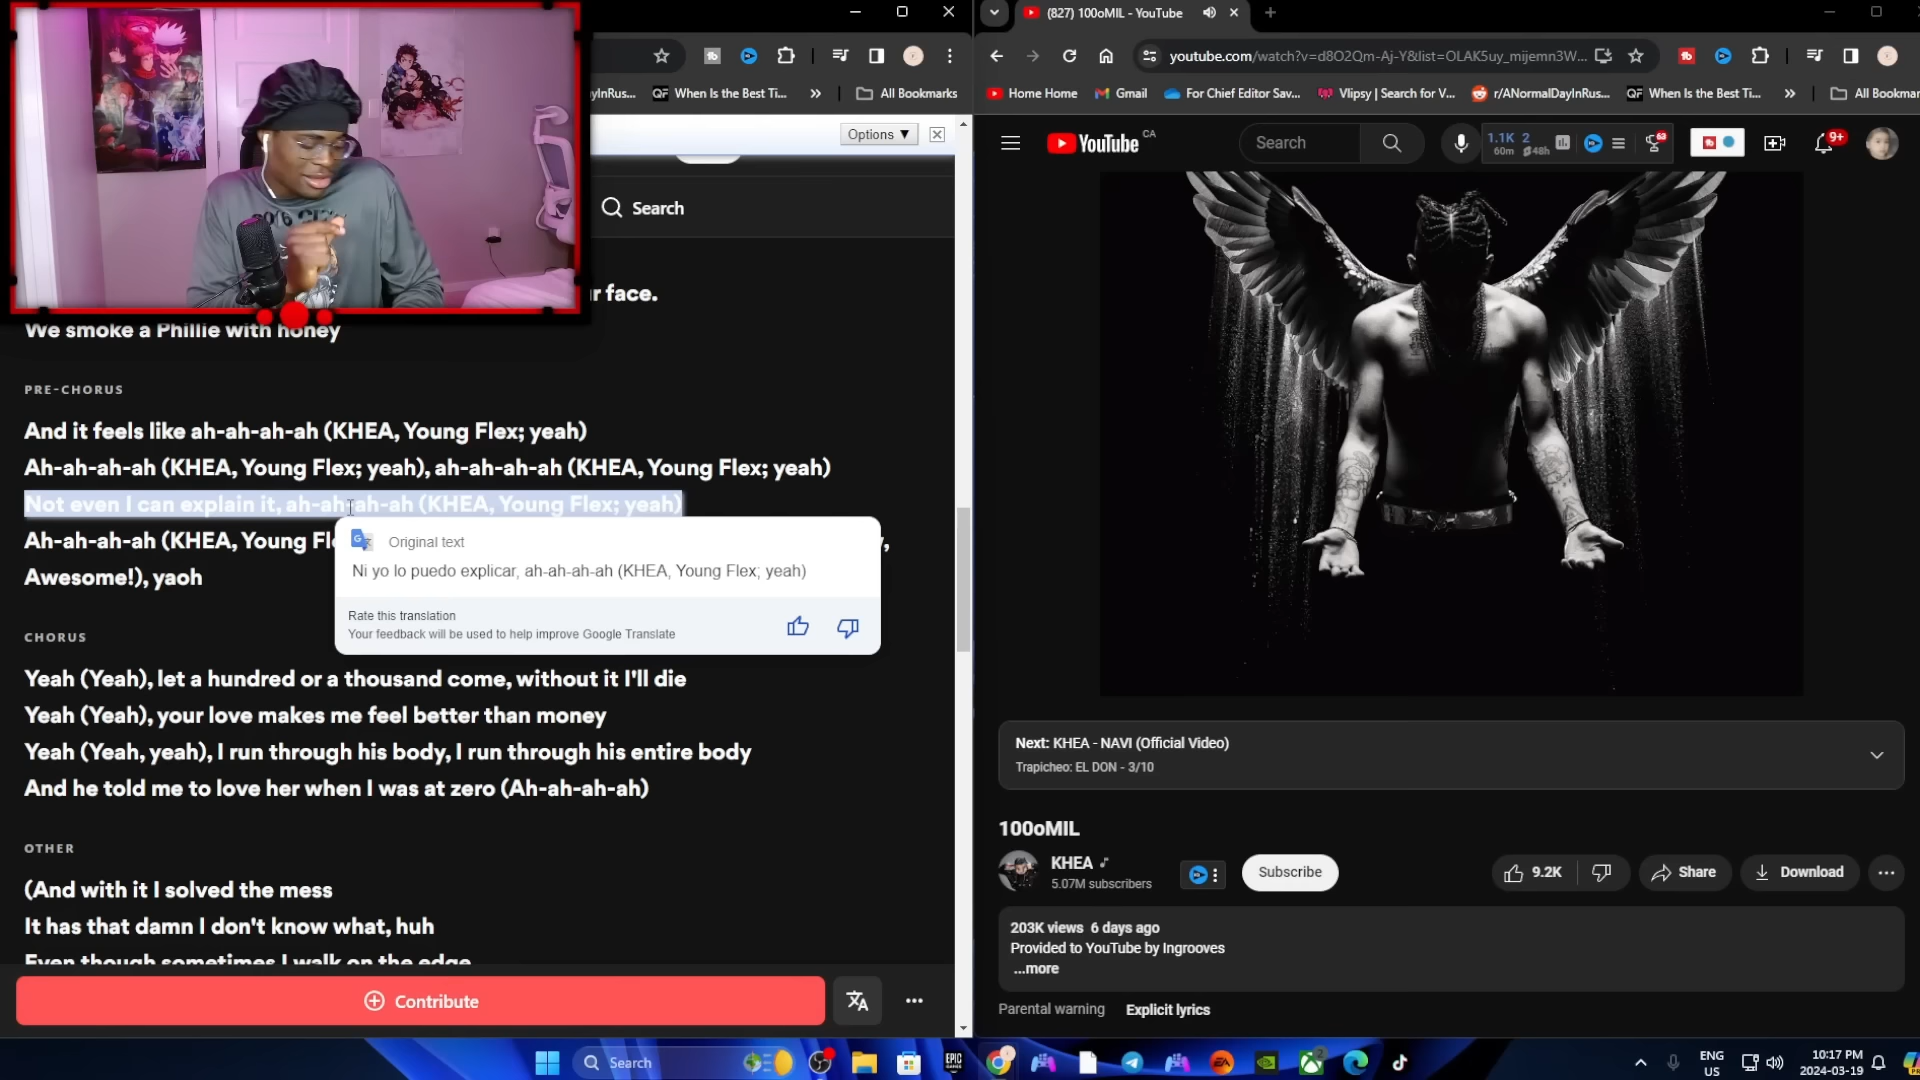 (827) 100oMIL - YouTube
youtube.com/watch?v=d8O2Qm-Aj-Y&list=OLAK5uy_mijemn3W...
yInRus...
When Is the Best Ti...
»
All Bookmarks
Home Home
Gmail
For Chief Editor Sav...
Vlipsy | Search for V...
r/ANormalDayInRus...
When Is the Best Tim...
»
All Bookmar
Options ▼
YouTube CA
Search
1.1K 2
60m 48h
63
9+
Search
r face.
We smoke a Phillie with honey
PRE-CHORUS
And it feels like ah-ah-ah-ah (KHEA, Young Flex; yeah)
Ah-ah-ah-ah (KHEA, Young Flex; yeah), ah-ah-ah-ah (KHEA, Young Flex; yeah)
Not even I can explain it, ah-ah-ah-ah (KHEA, Young Flex; yeah)
Ah-ah-ah-ah (KHEA, Young Fl
Awesome!), yaoh
Original text
Ni yo lo puedo explicar, ah-ah-ah-ah (KHEA, Young Flex; yeah)
Rate this translation
Your feedback will be used to help improve Google Translate
CHORUS
Yeah (Yeah), let a hundred or a thousand come, without it I'll die
Yeah (Yeah), your love makes me feel better than money
Yeah (Yeah, yeah), I run through his body, I run through his entire body
And he told me to love her when I was at zero (Ah-ah-ah-ah)
OTHER
(And with it I solved the mess
It has that damn I don't know what, huh
Even though sometimes I walk on the edge
Contribute
Next: KHEA - NAVI (Official Video)
Trapicheo: EL DON - 3/10
100oMIL
KHEA
5.07M subscribers
Subscribe
9.2K
Share
Download
203K views 6 days ago
Provided to YouTube by Ingrooves
...more
Parental warning
Explicit lyrics
Search
EPIC GAMES
EA
ENG
US
10:17 PM
2024-03-19